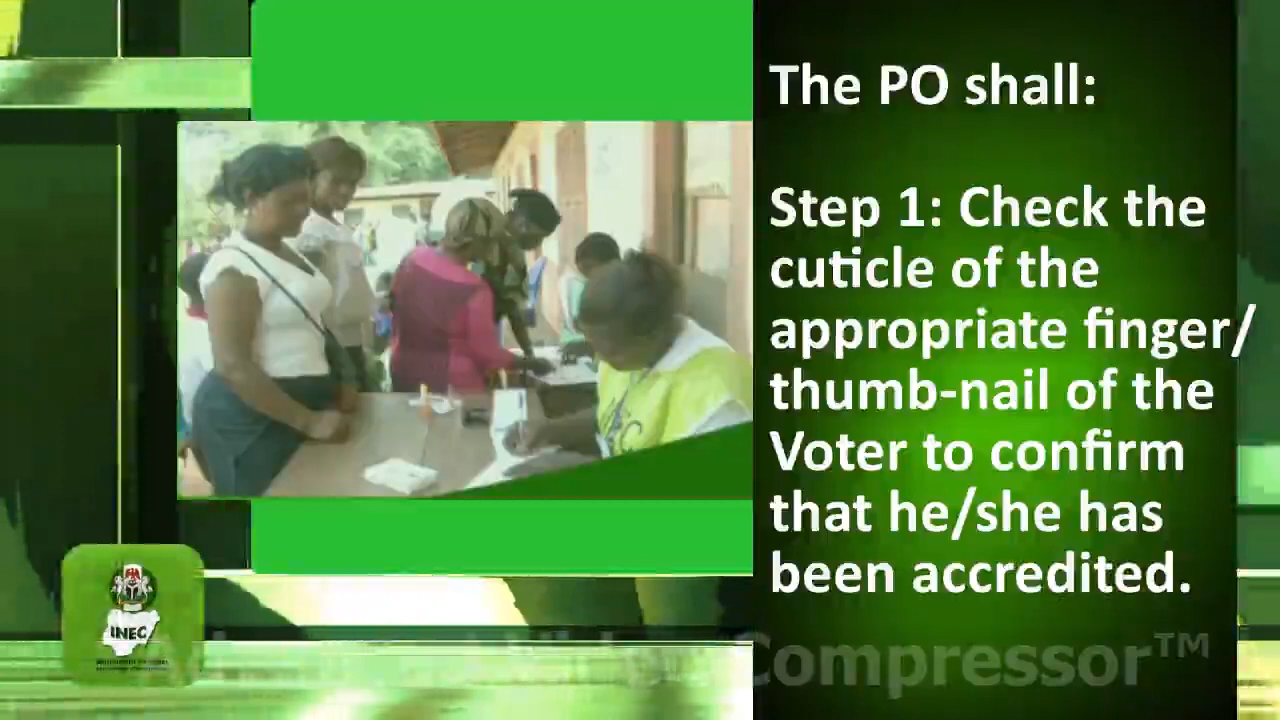 The PO shall:
Step 1: Check the
cuticle of the
appropriate finger/
thumb-nail of the
Voter to confirm
that he/she has
been accredited.
INEC
Compressor™